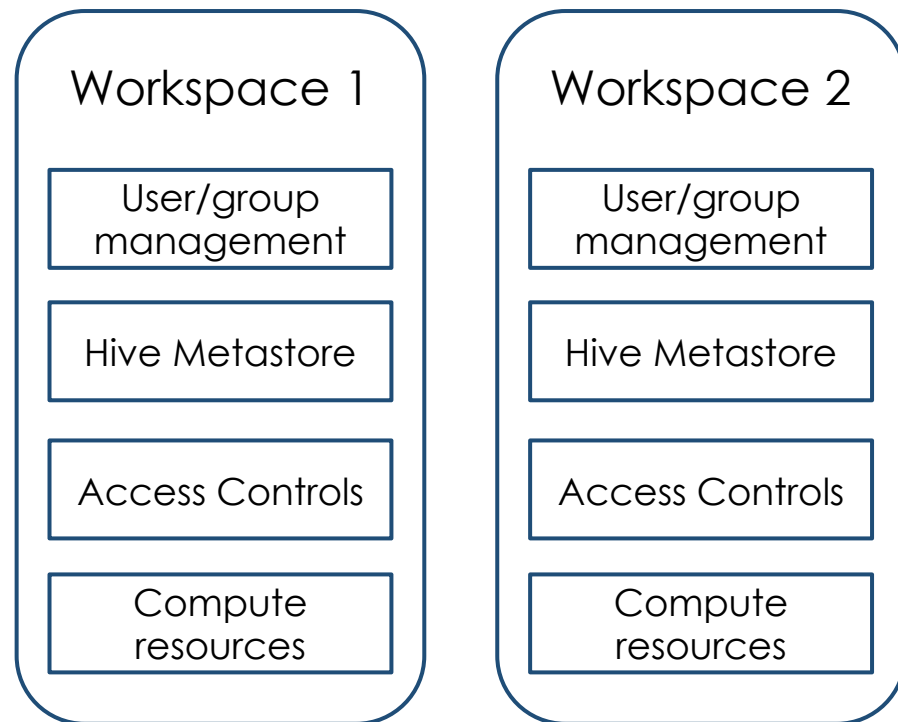 Workspace 1
User/group
management
Hive Metastore
Access Controls
Compute
resources
Workspace 2
User/group
management
Hive Metastore
Access Controls
Compute
resources